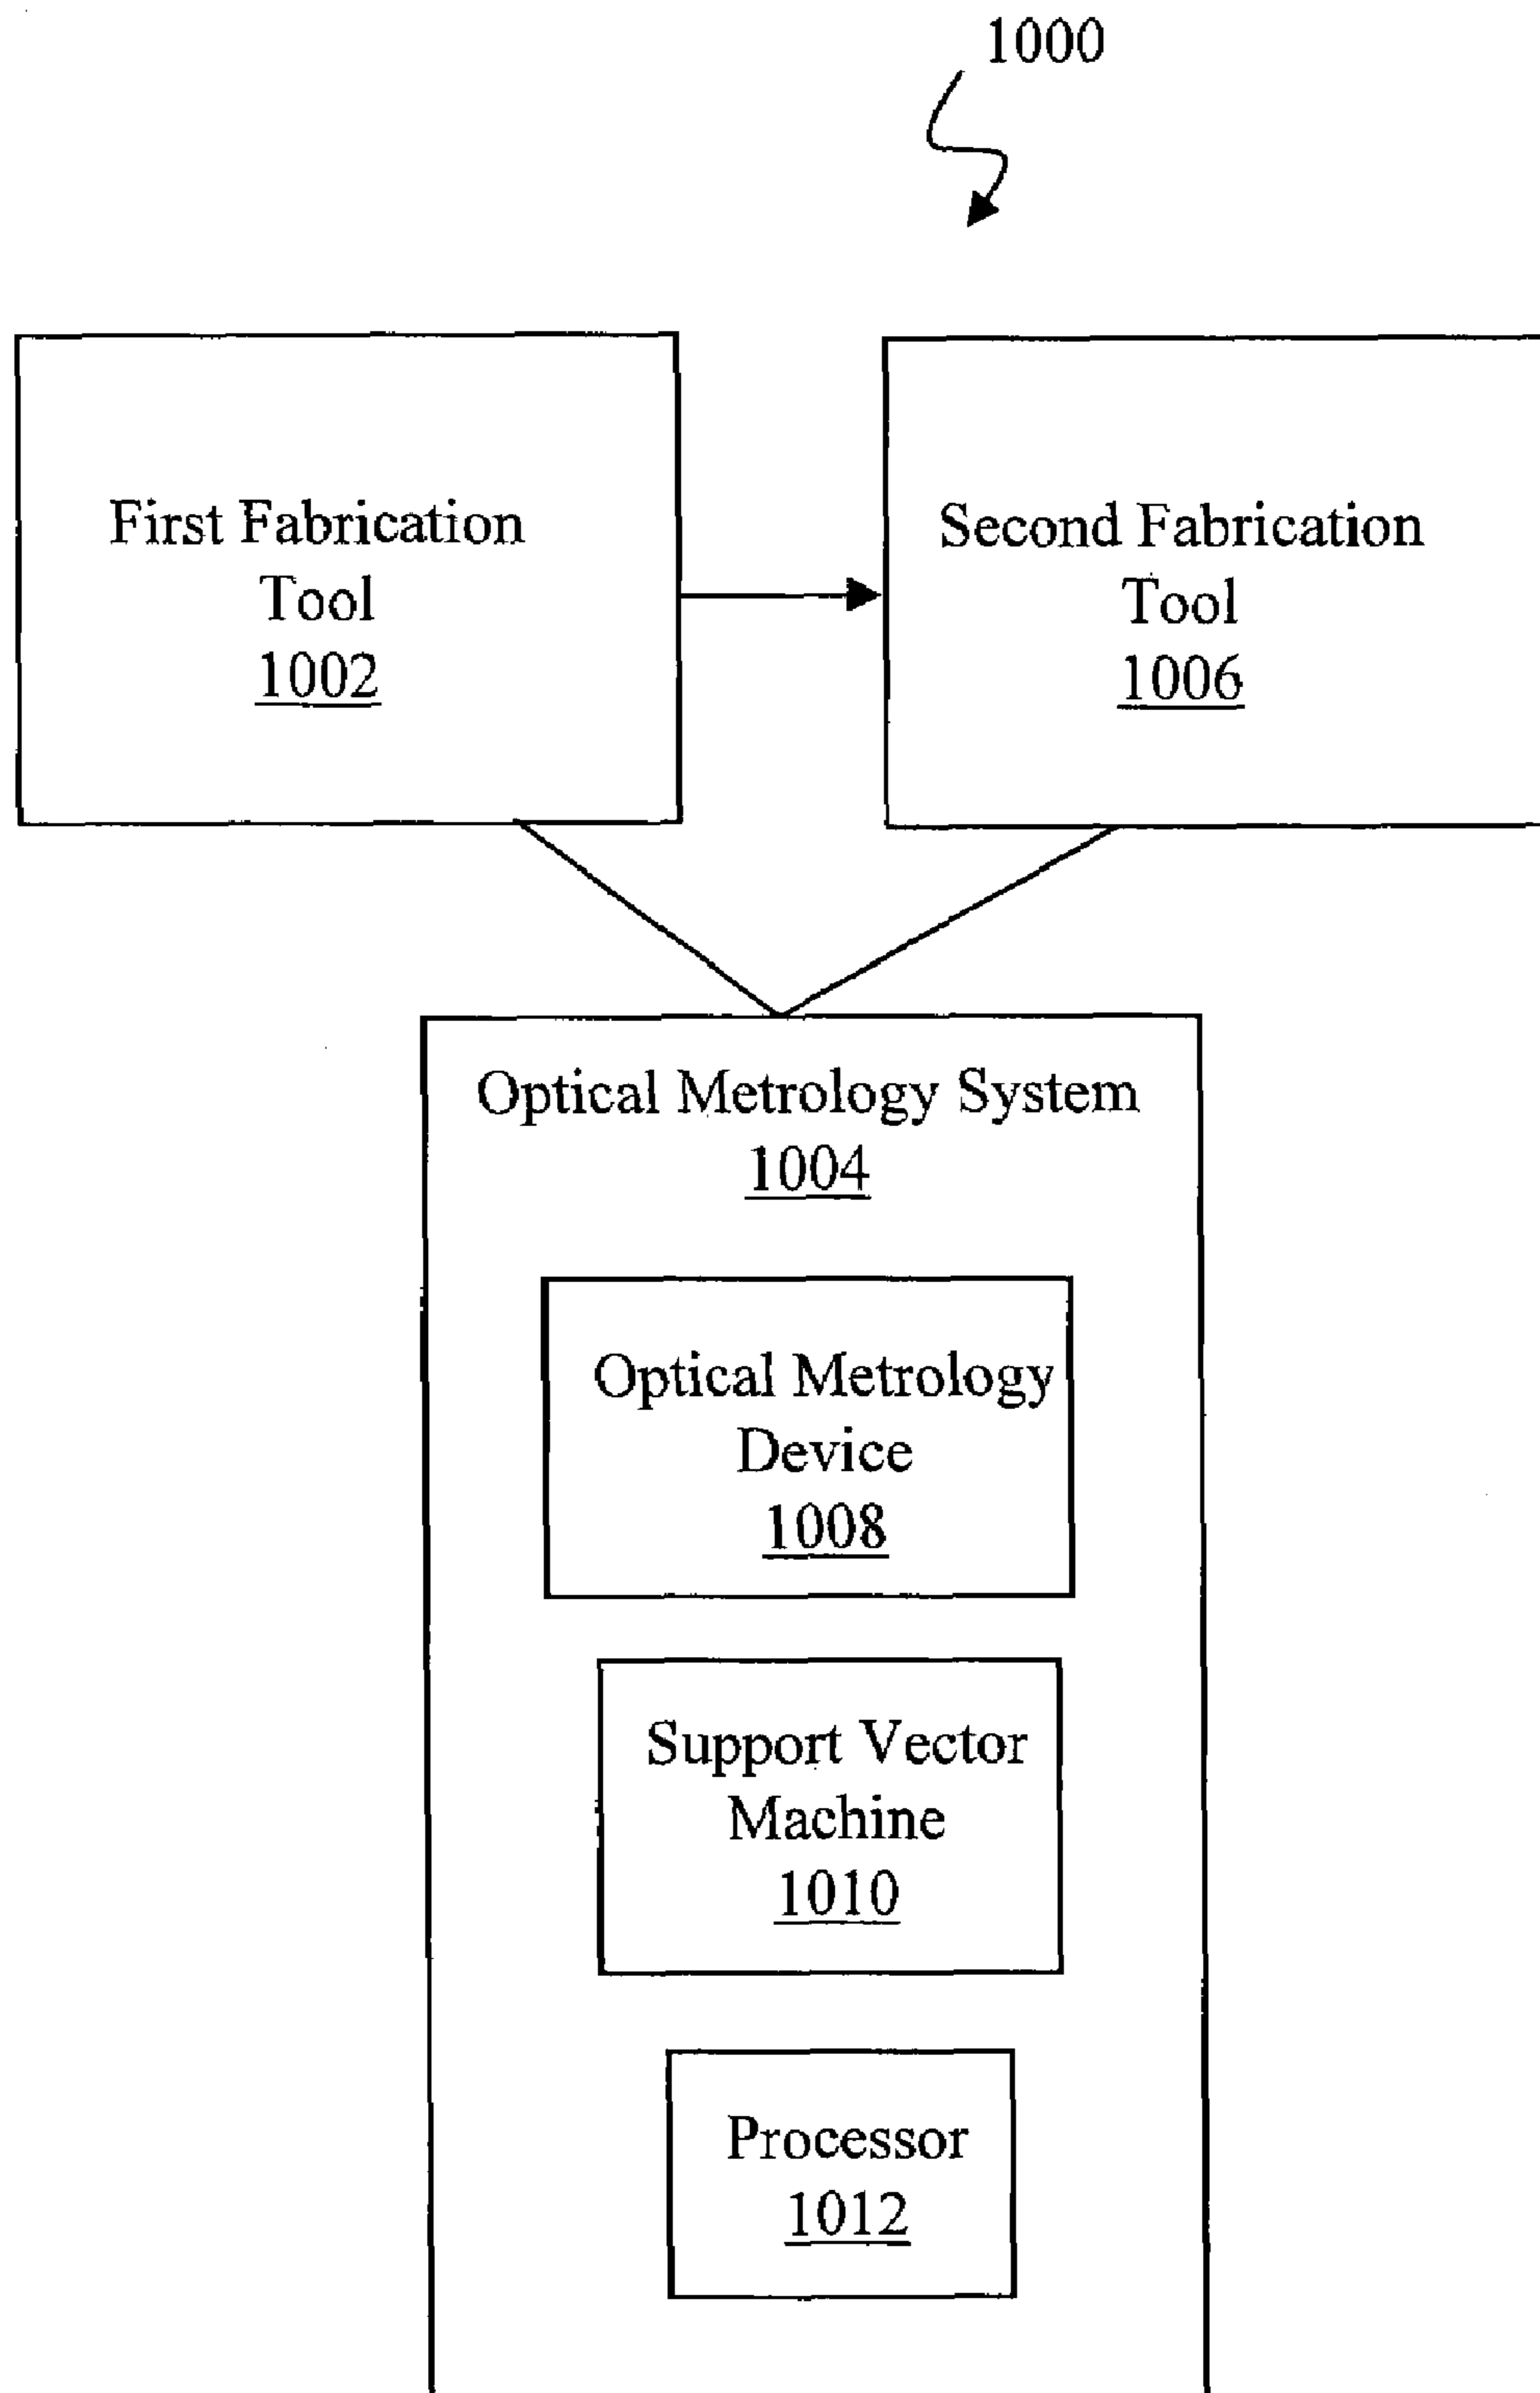 1000
First Fabrication
Tool
1002
Second Fabrication
Tool
1006
Optical Metrology System
1004
Optical Metrology
Device
1008
Support Vector
Machine
1010
Processor
1012